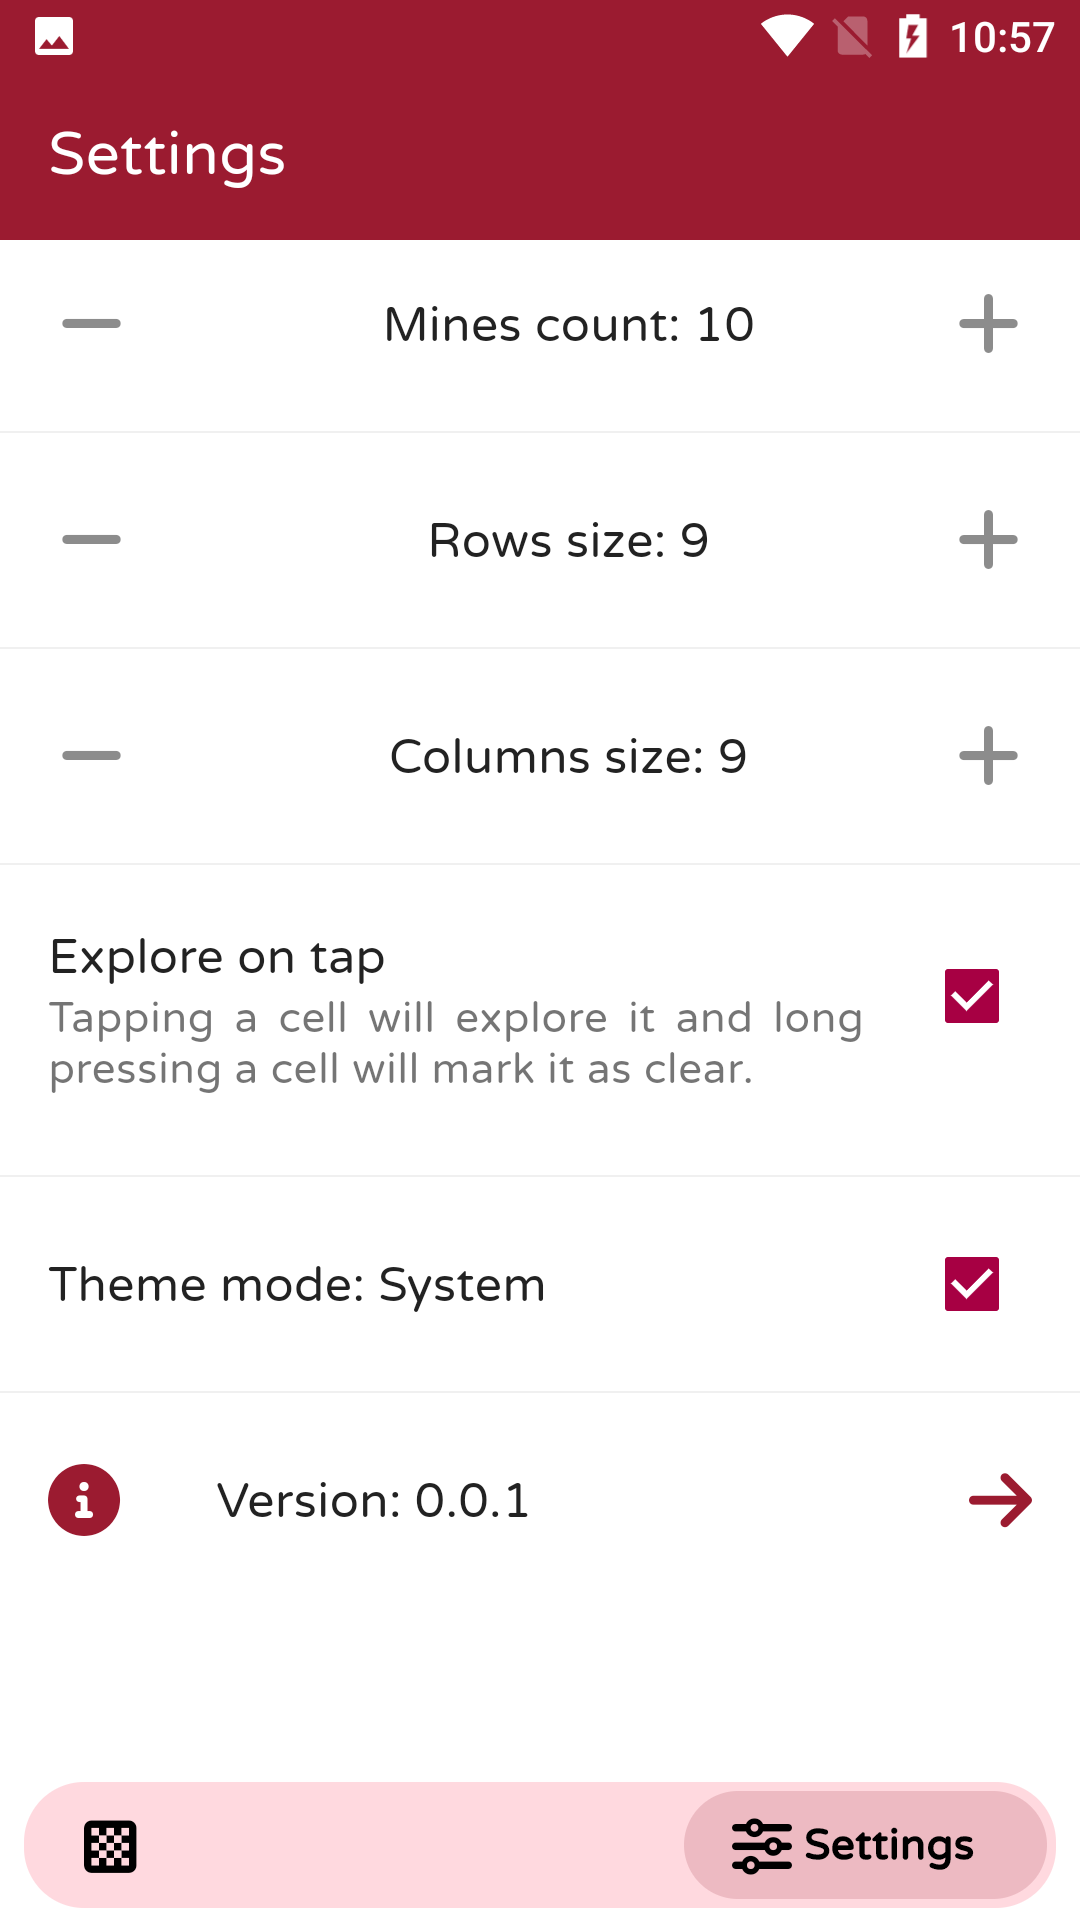 10:57
Settings
Mines count: 10
Rows size: 9
Columns size: 9
Explore on tap
Tapping a cell will explore it and long
pressing a cell will mark it as clear.
Theme mode: System
Version: 0.0.1
Settings